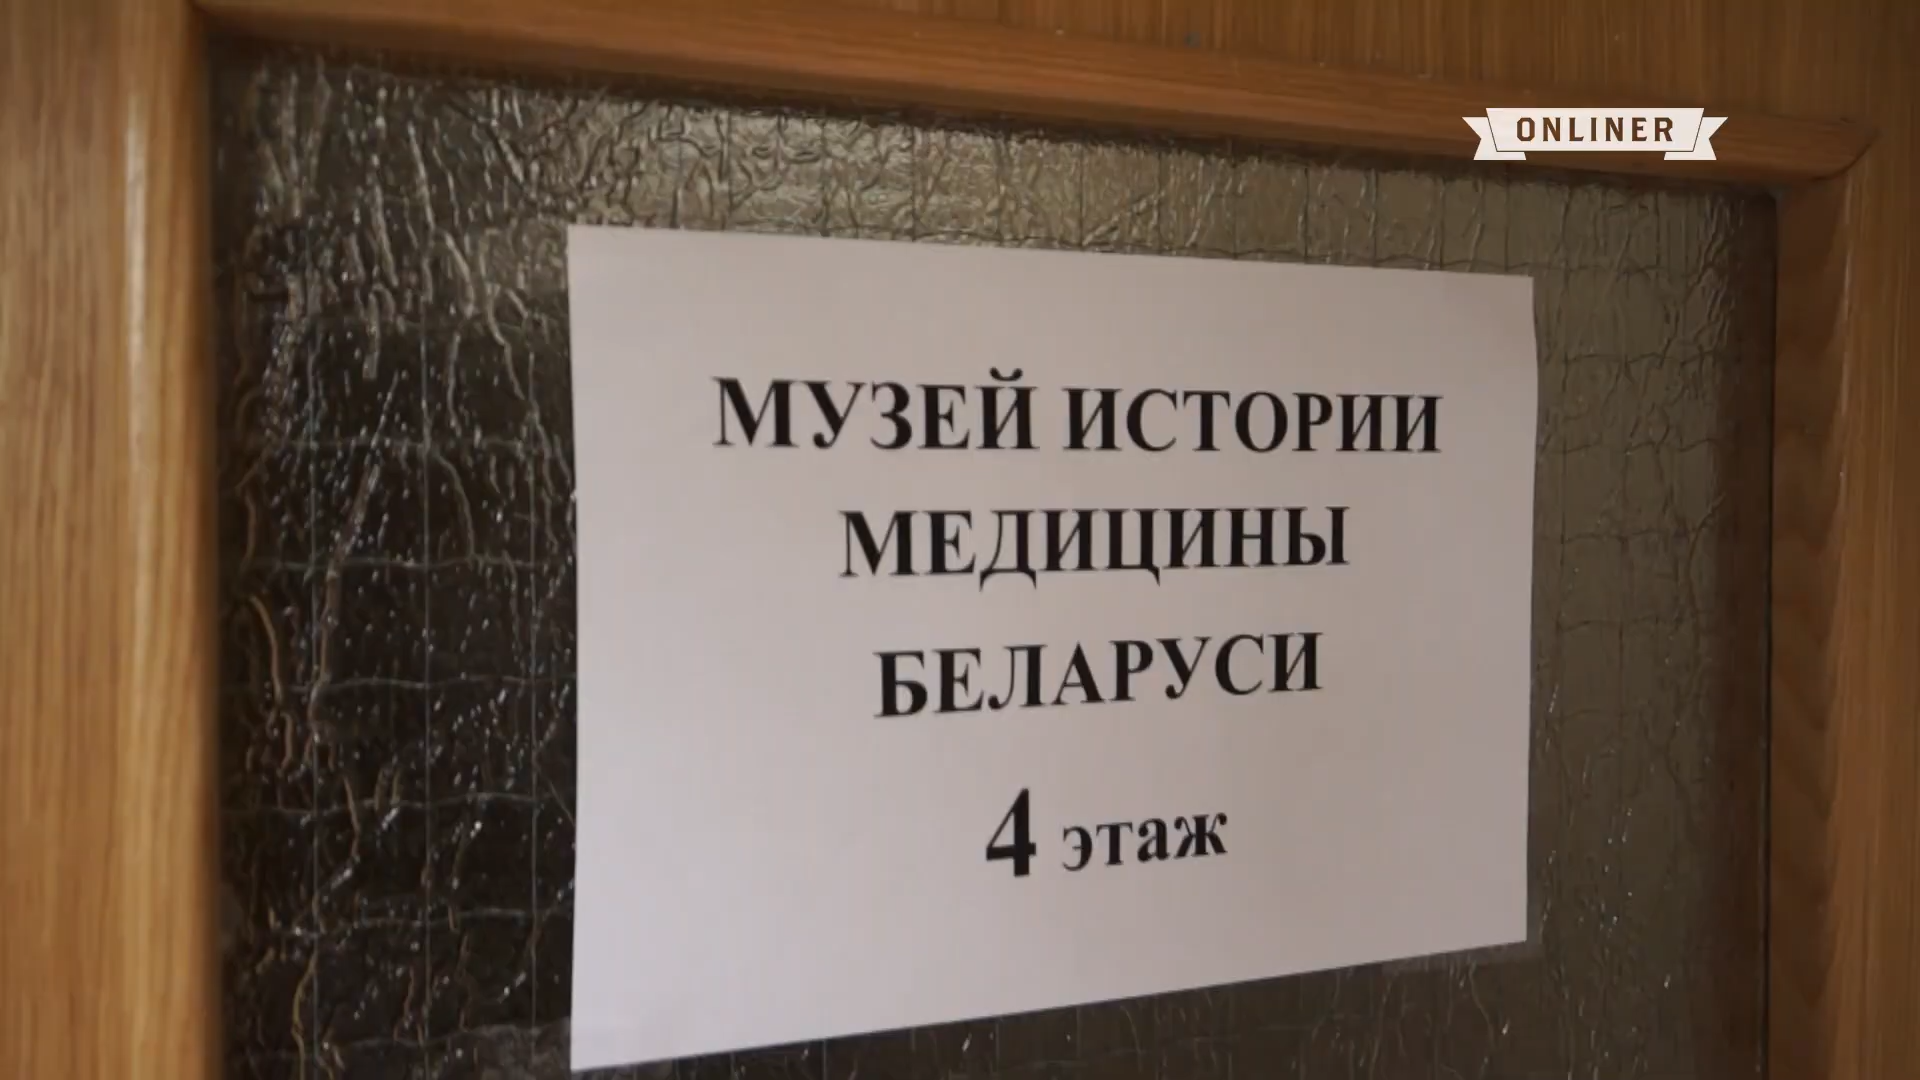 ONLINER
МУЗЕЙ ИСТОРИИ
МЕДИЦИНЫ
БЕЛАРУСИ
4 этаж